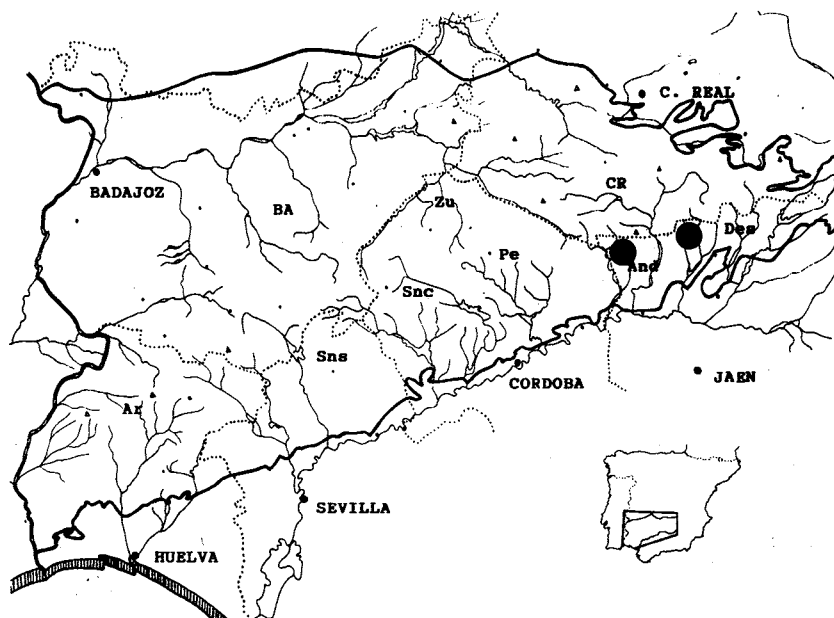 C. REAL
BADAJOZ
CR
BA
Zu
Des
Pe
And
Snc
Sns
CORDOBA
JAEN
Ar
SEVILLA
HUELVA